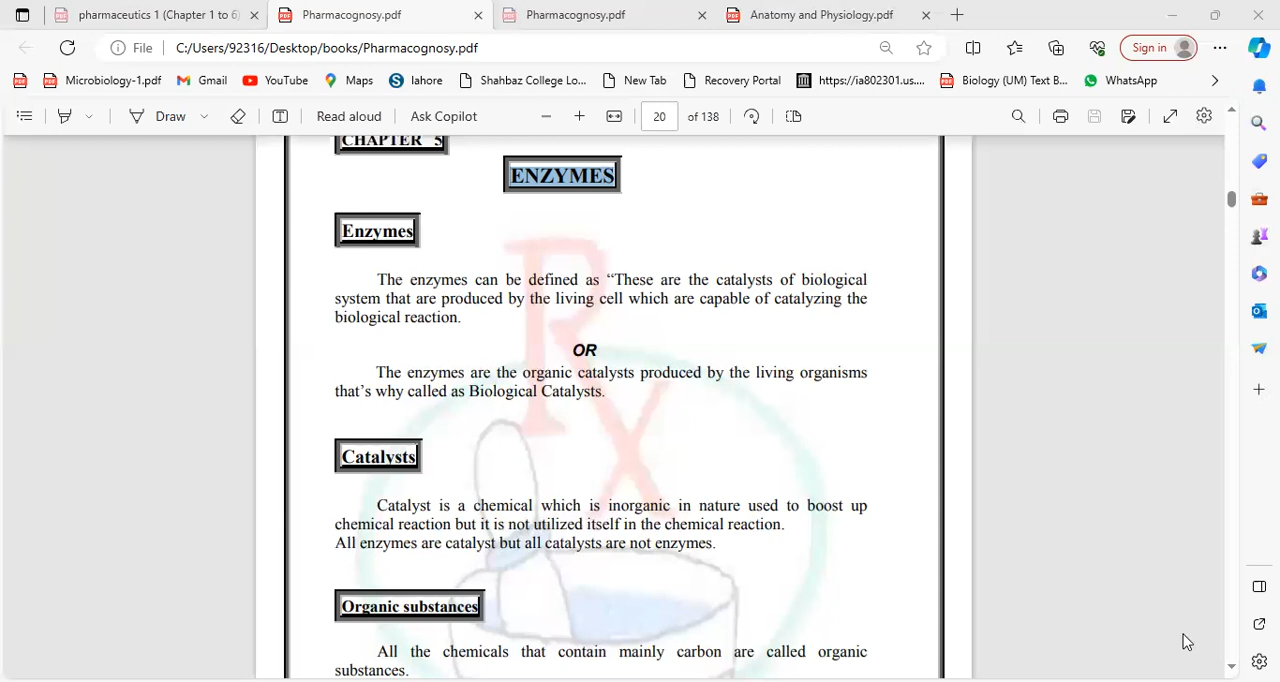 pharmaceutics 1 (Chapter 1 to 6)
Pharmacognosy.pdf
Pharmacognosy.pdf
Anatomy and Physiology.pdf
File C:/Users/92316/Desktop/books/Pharmacognosy.pdf Sign in
Microbiology-1.pdf Gmail YouTube Maps lahore Shahbaz College Lo... New Tab Recovery Portal https://ia802301.us.... Biology (UM) Text B... WhatsApp
Draw Read aloud Ask Copilot 20 of 138
CHAPTER 5
ENZYMES
Enzymes
The enzymes can be defined as “These are the catalysts of biological
system that are produced by the living cell which are capable of catalyzing the
biological reaction.
OR
The enzymes are the organic catalysts produced by the living organisms
that’s why called as Biological Catalysts.
Catalysts
Catalyst is a chemical which is inorganic in nature used to boost up
chemical reaction but it is not utilized itself in the chemical reaction.
All enzymes are catalyst but all catalysts are not enzymes.
Organic substances
All the chemicals that contain mainly carbon are called organic
substances.